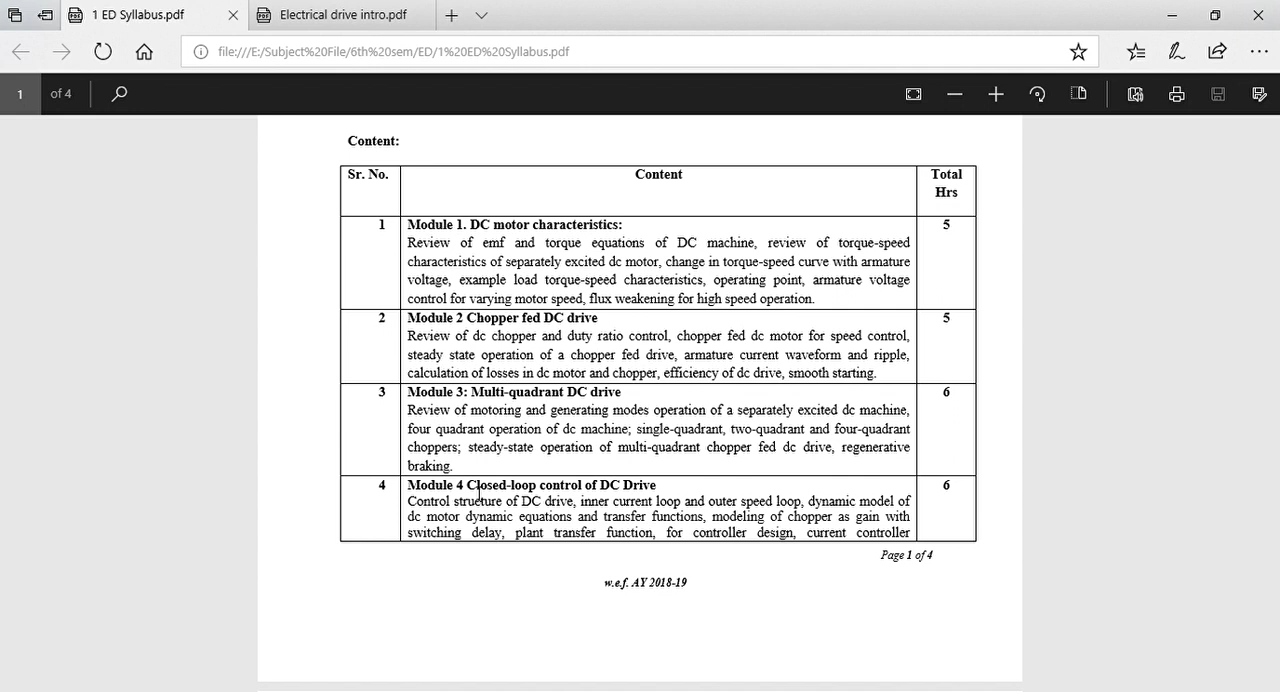 1 ED Syllabus.pdf
Electrical drive intro.pdf
file:///E:/Subject%20File/6th%20sem/ED/1%20ED%20Syllabus.pdf
1 of 4
Content:
Sr. No. Content Total
Hrs
1 Module 1. DC motor characteristics: 5
Review of emf and torque equations of DC machine, review of torque-speed
characteristics of separately excited dc motor, change in torque-speed curve with armature
voltage, example load torque-speed characteristics, operating point, armature voltage
control for varying motor speed, flux weakening for high speed operation.
2 Module 2 Chopper fed DC drive 5
Review of dc chopper and duty ratio control, chopper fed dc motor for speed control,
steady state operation of a chopper fed drive, armature current waveform and ripple,
calculation of losses in dc motor and chopper, efficiency of dc drive, smooth starting.
3 Module 3: Multi-quadrant DC drive 6
Review of motoring and generating modes operation of a separately excited dc machine,
four quadrant operation of dc machine; single-quadrant, two-quadrant and four-quadrant
choppers; steady-state operation of multi-quadrant chopper fed dc drive, regenerative
braking.
4 Module 4 Closed-loop control of DC Drive 6
Control structure of DC drive, inner current loop and outer speed loop, dynamic model of
dc motor dynamic equations and transfer functions, modeling of chopper as gain with
switching delay, plant transfer function, for controller design, current controller
Page 1 of 4
w.e.f. AY 2018-19